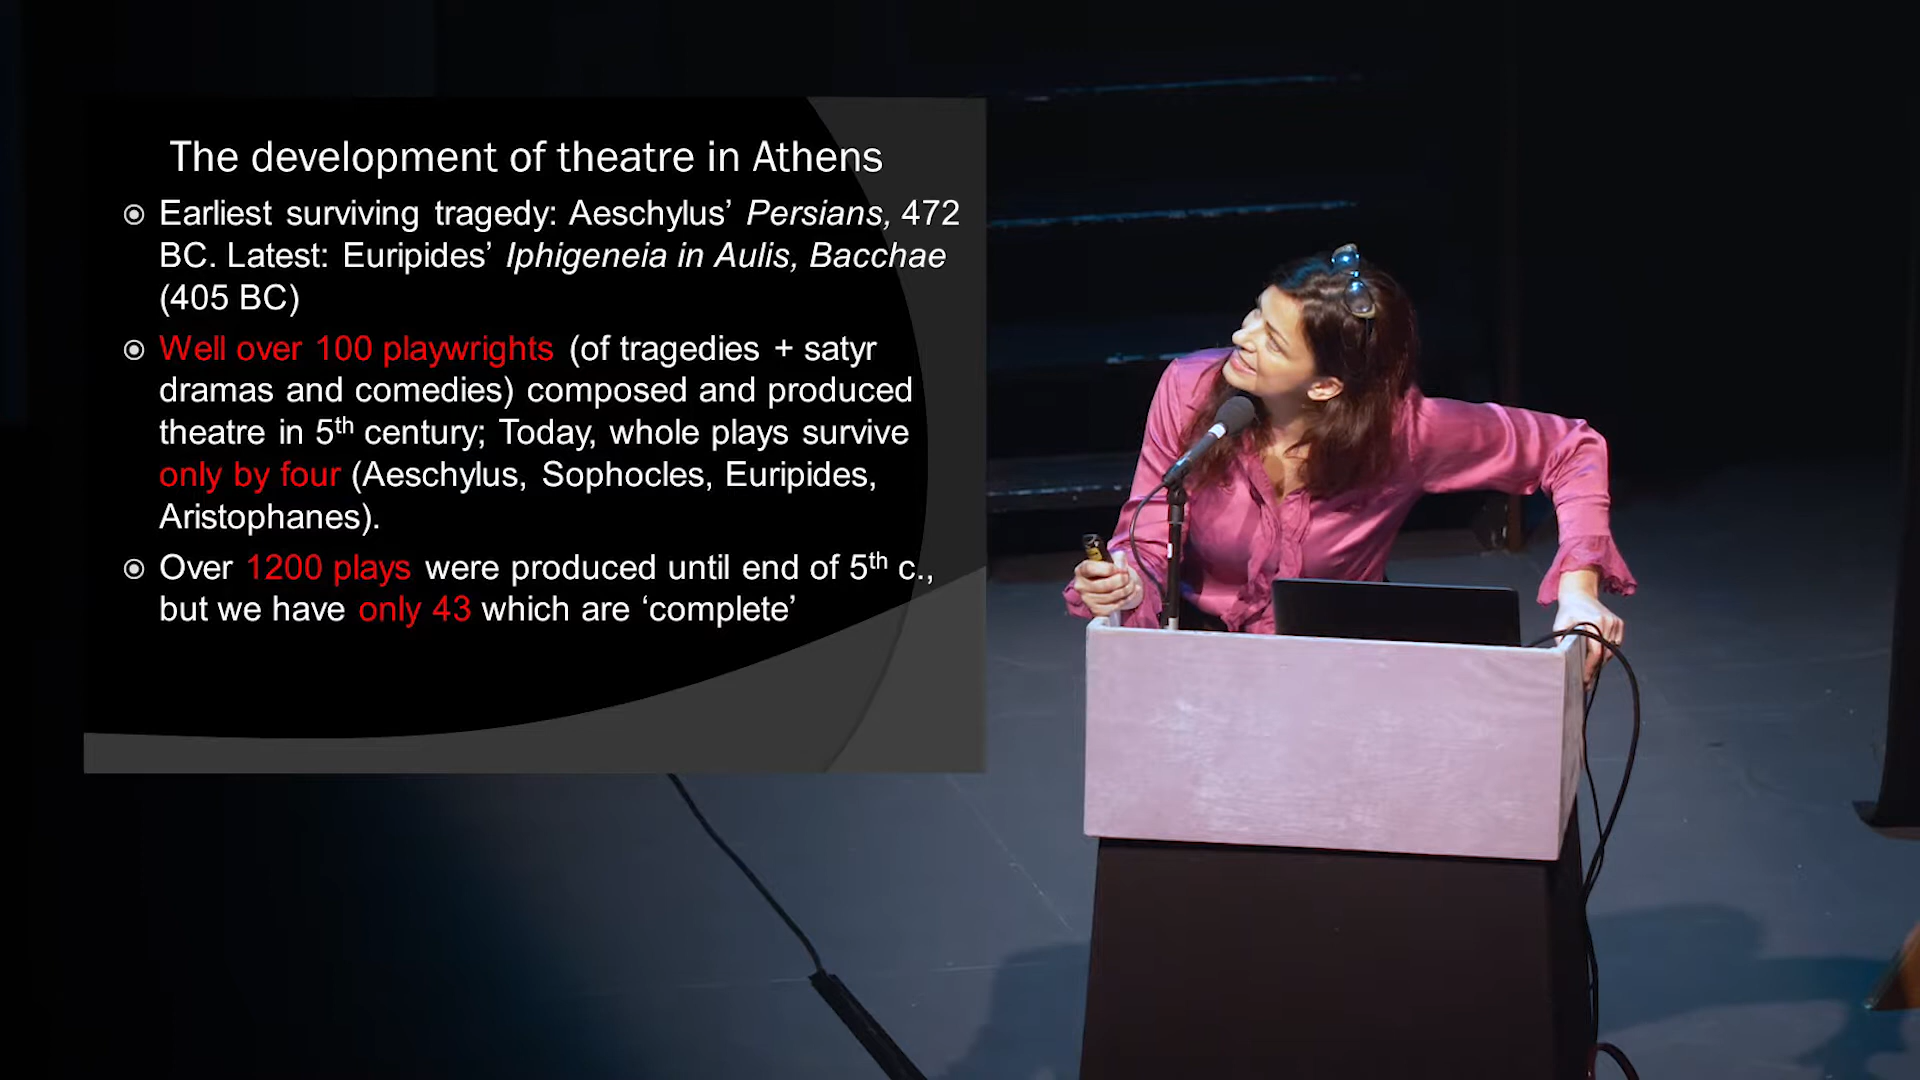 The development of theatre in Athens
Earliest surviving tragedy: Aeschylus’ Persians, 472
BC. Latest: Euripides’ Iphigeneia in Aulis, Bacchae
(405 BC)
Well over 100 playwrights (of tragedies + satyr
dramas and comedies) composed and produced
theatre in 5th century; Today, whole plays survive
only by four (Aeschylus, Sophocles, Euripides,
Aristophanes).
Over 1200 plays were produced until end of 5th c.,
but we have only 43 which are ‘complete’